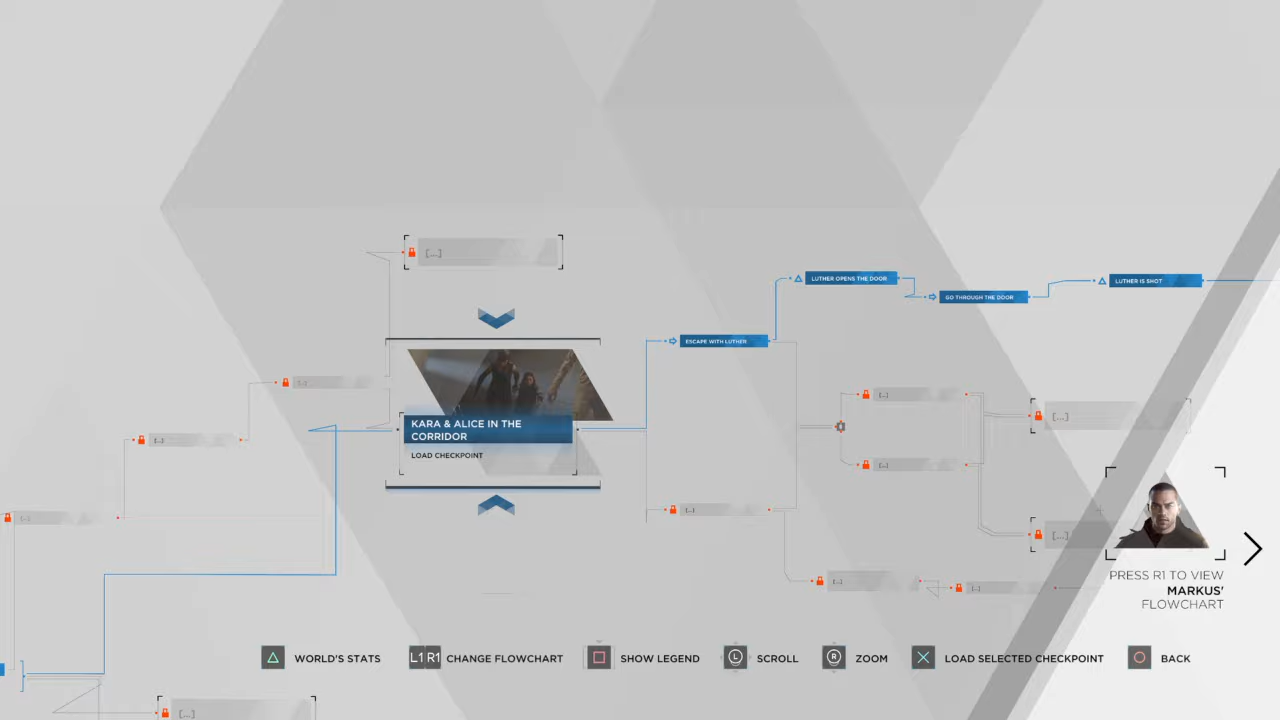 [...]
LUTHER OPENS THE DOOR
LUTHER IS SHOT
GO THROUGH THE DOOR
ESCAPE WITH LUTHER
[...]
[...]
[...]
KARA & ALICE IN THE
CORRIDOR
[...]
LOAD CHECKPOINT
[...]
[...]
[...]
[...]
[...]
PRESS R1 TO VIEW
MARKUS'
FLOWCHART
[...]
[...]
WORLD'S STATS
L1 R1 CHANGE FLOWCHART
SHOW LEGEND
L SCROLL
R ZOOM
LOAD SELECTED CHECKPOINT
BACK
[...]